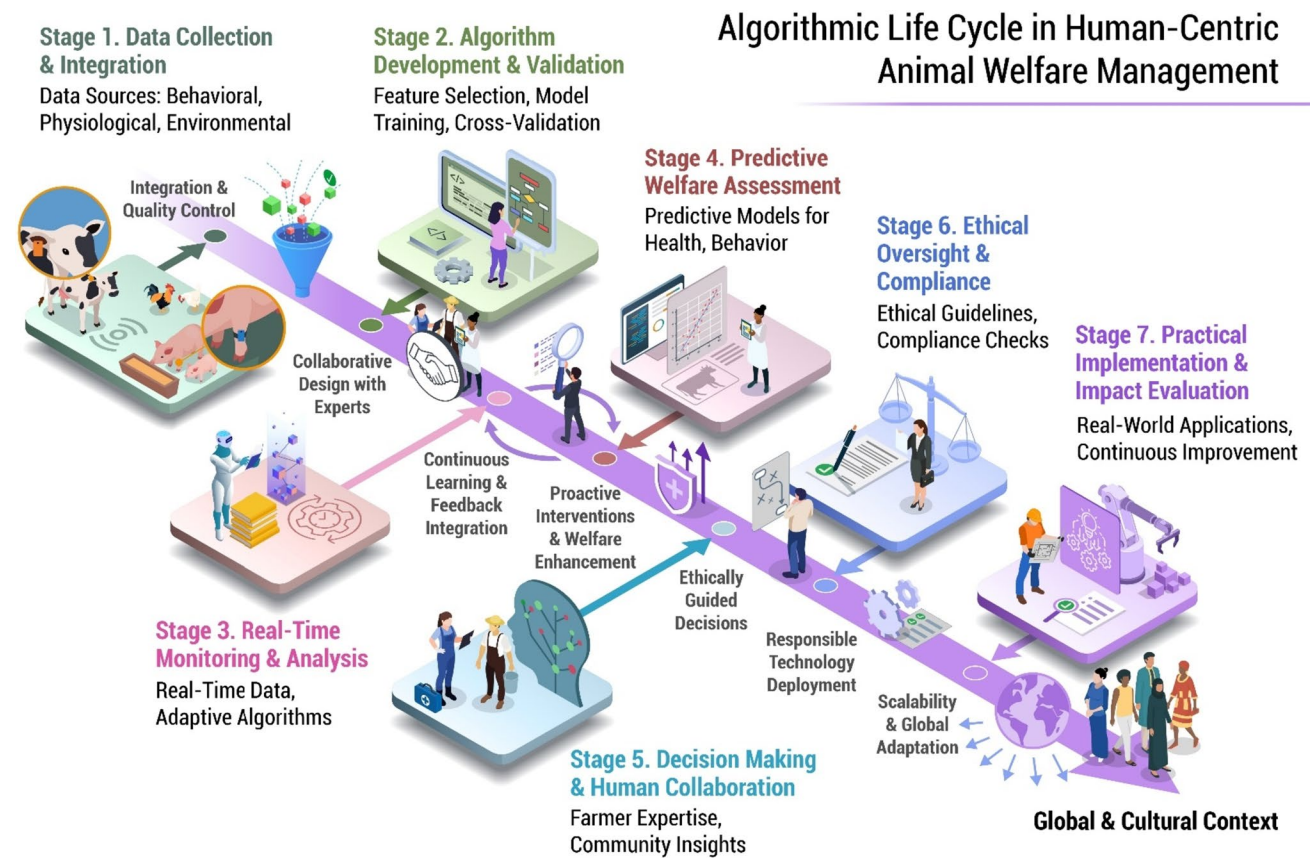 Algorithmic Life Cycle in Human-Centric
Animal Welfare Management
Stage 1. Data Collection
& Integration
Data Sources: Behavioral,
Physiological, Environmental
Integration &
Quality Control
Stage 2. Algorithm
Development & Validation
Feature Selection, Model
Training, Cross-Validation
</>
</>
Collaborative
Design with
Experts
Stage 3. Real-Time
Monitoring & Analysis
Real-Time Data,
Adaptive Algorithms
Continuous
Learning &
Feedback
Integration
Stage 4. Predictive
Welfare Assessment
Predictive Models for
Health, Behavior
Proactive
Interventions
& Welfare
Enhancement
Stage 5. Decision Making
& Human Collaboration
Farmer Expertise,
Community Insights
Ethically
Guided
Decisions
Stage 6. Ethical
Oversight &
Compliance
Ethical Guidelines,
Compliance Checks
Responsible
Technology
Deployment
Stage 7. Practical
Implementation &
Impact Evaluation
Real-World Applications,
Continuous Improvement
Scalability
& Global
Adaptation
Global & Cultural Context